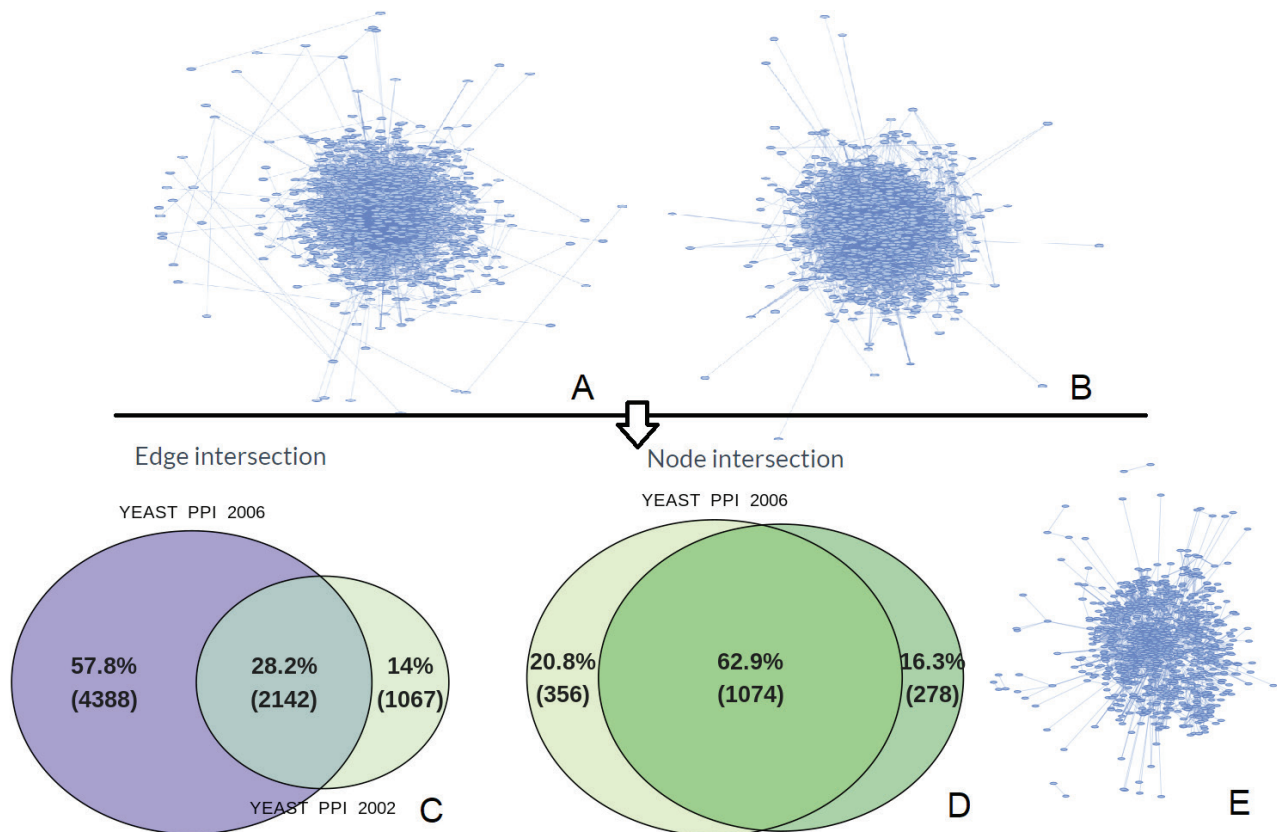 A
B
Edge intersection
Node intersection
YEAST PPI 2006
YEAST PPI 2006
57.8%
(4388)
28.2%
(2142)
14%
(1067)
20.8%
(356)
62.9%
(1074)
16.3%
(278)
YEAST PPI 2002
C
D
E